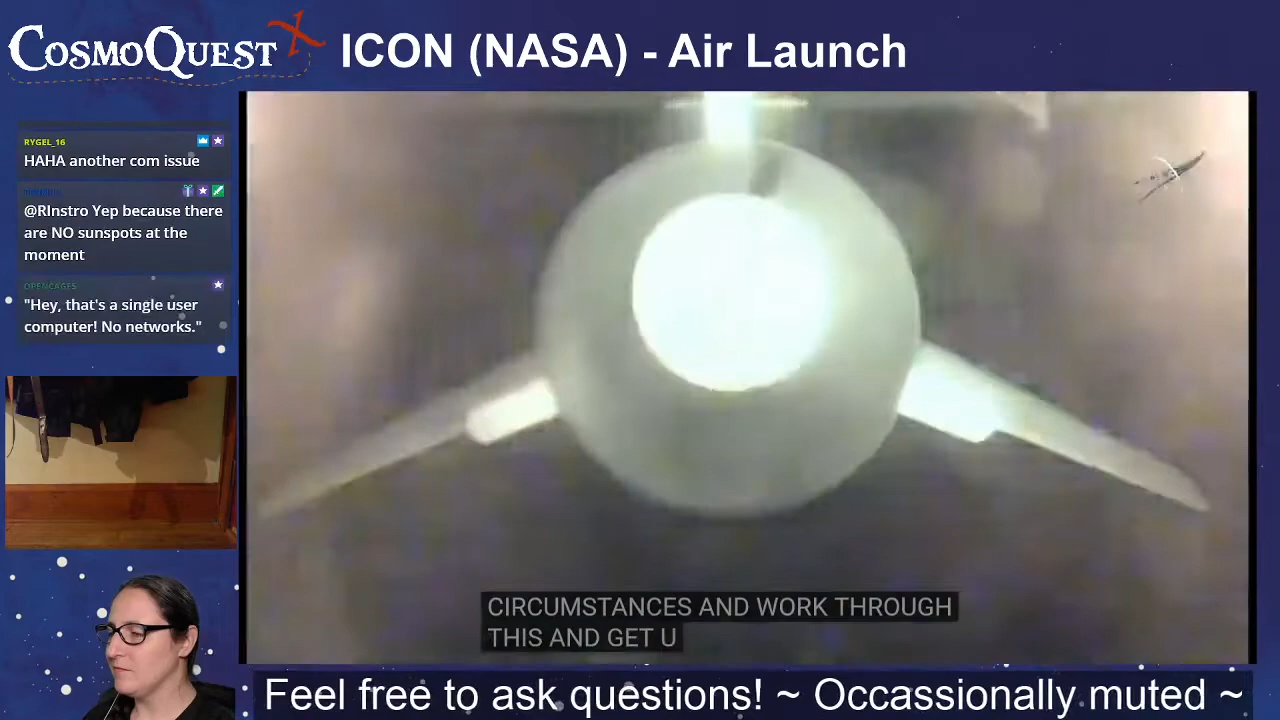 CosmoQuest X
ICON (NASA) - Air Launch
RYGEL_16
HAHA another com issue
@RInstro Yep because there
are NO sunspots at the
moment
OPENCAGES
"Hey, that's a single user
computer! No networks."
CIRCUMSTANCES AND WORK THROUGH
THIS AND GET U
Feel free to ask questions! ~ Occassionally muted ~